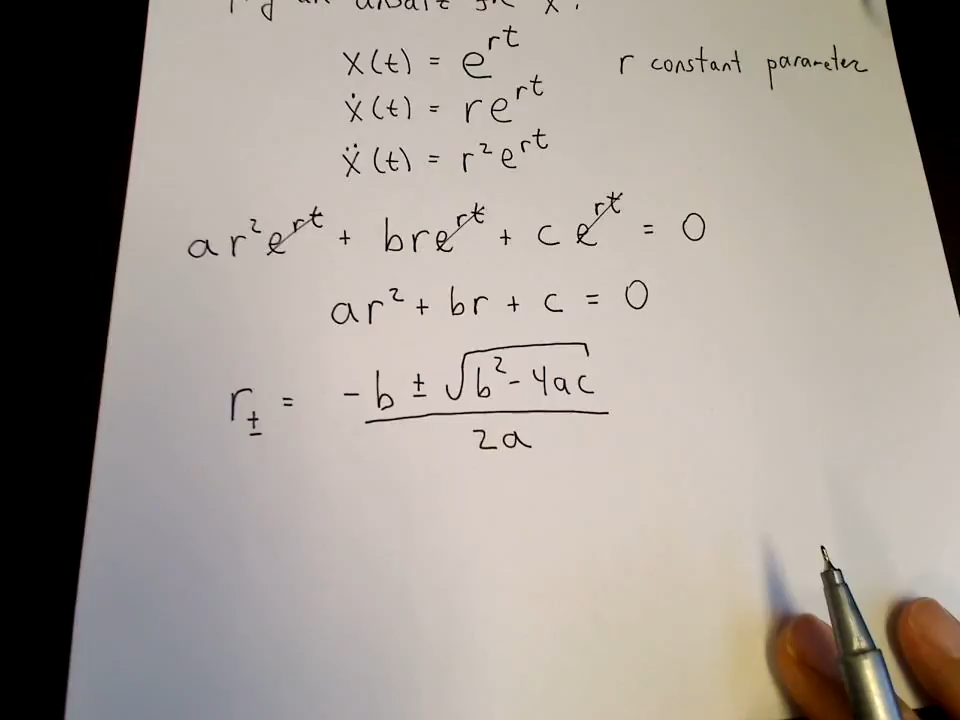 x(t) = e^{rt} r constant parameter
ẋ(t) = re^{rt}
ẍ(t) = r²e^{rt}
ar²e^{rt} + bre^{rt} + ce^{rt} = 0
ar² + br + c = 0
r± = (-b ± √(b² - 4ac)) / 2a